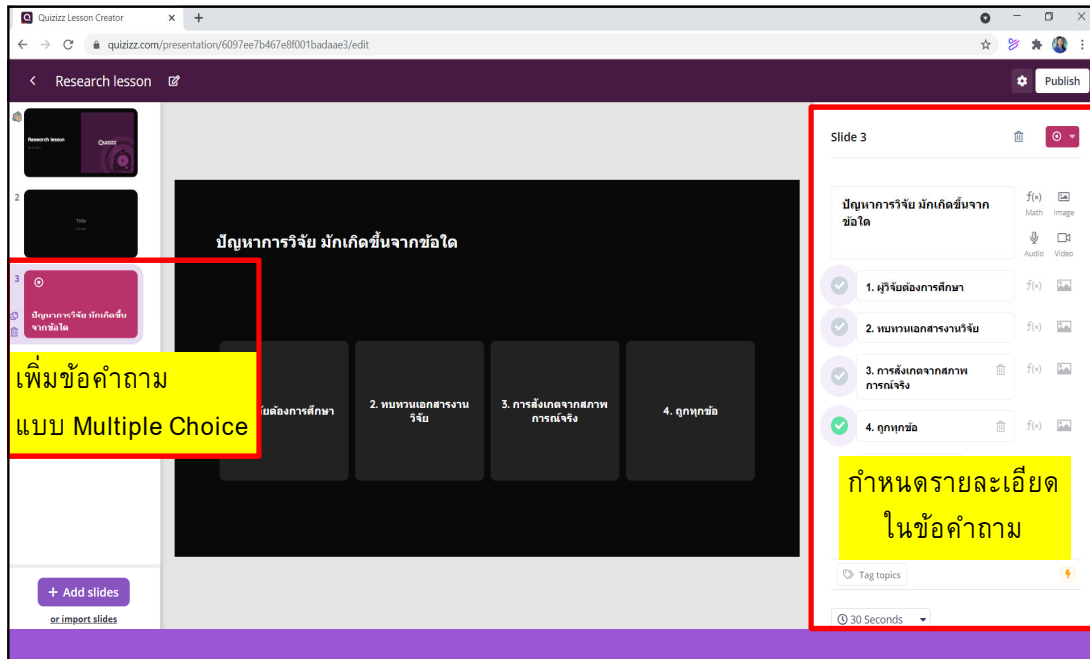 Quizizz Lesson Creator
quizizz.com/presentation/6097ee7b467e8f001badaae3/edit
Research lesson
Publish
Research lesson
Quizizz
2
Title
3
ปัญหาการวิจัย มักเกิดขึ้น
จากข้อใด
เพิ่มข้อคำถาม
แบบ Multiple Choice
+ Add slides
or import slides
ปัญหาการวิจัย มักเกิดขึ้นจากข้อใด
ัยต้องการศึกษา
2. ทบทวนเอกสารงาน
วิจัย
3. การสังเกตจากสภาพ
การณ์จริง
4. ถูกทุกข้อ
Slide 3
ปัญหาการวิจัย มักเกิดขึ้นจาก
ข้อใด
f(x)
Math Image
Audio Video
1. ผู้วิจัยต้องการศึกษา
f(x)
2. ทบทวนเอกสารงานวิจัย
f(x)
3. การสังเกตจากสภาพ
การณ์จริง
f(x)
4. ถูกทุกข้อ
f(x)
กำหนดรายละเอียด
ในข้อคำถาม
Tag topics
30 Seconds